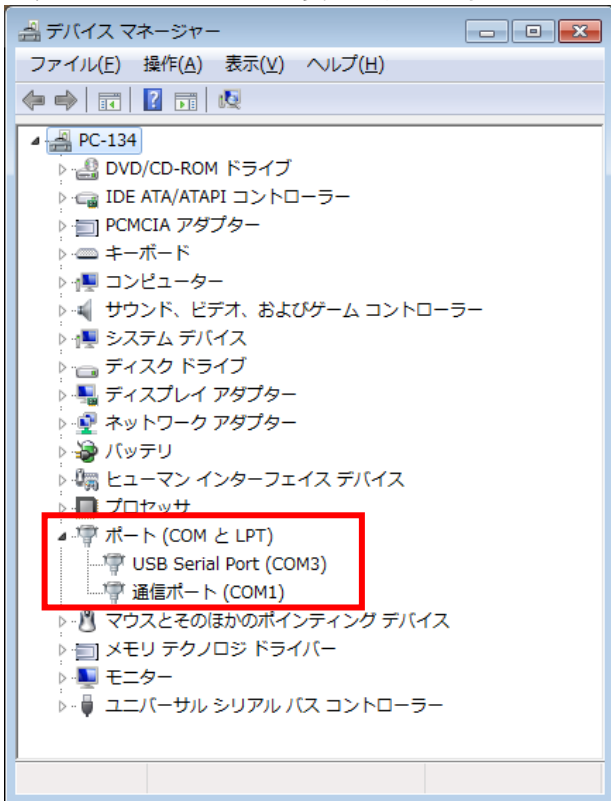 デバイス マネージャー
ファイル(F) 操作(A) 表示(V) ヘルプ(H)
PC-134
DVD/CD-ROM ドライブ
IDE ATA/ATAPI コントローラー
PCMCIA アダプター
キーボード
コンピューター
サウンド、ビデオ、およびゲーム コントローラー
システム デバイス
ディスク ドライブ
ディスプレイ アダプター
ネットワーク アダプター
バッテリ
ヒューマン インターフェイス デバイス
プロセッサ
ポート (COM と LPT)
USB Serial Port (COM3)
通信ポート (COM1)
マウスとそのほかのポインティング デバイス
メモリ テクノロジ ドライバー
モニター
ユニバーサル シリアル バス コントローラー